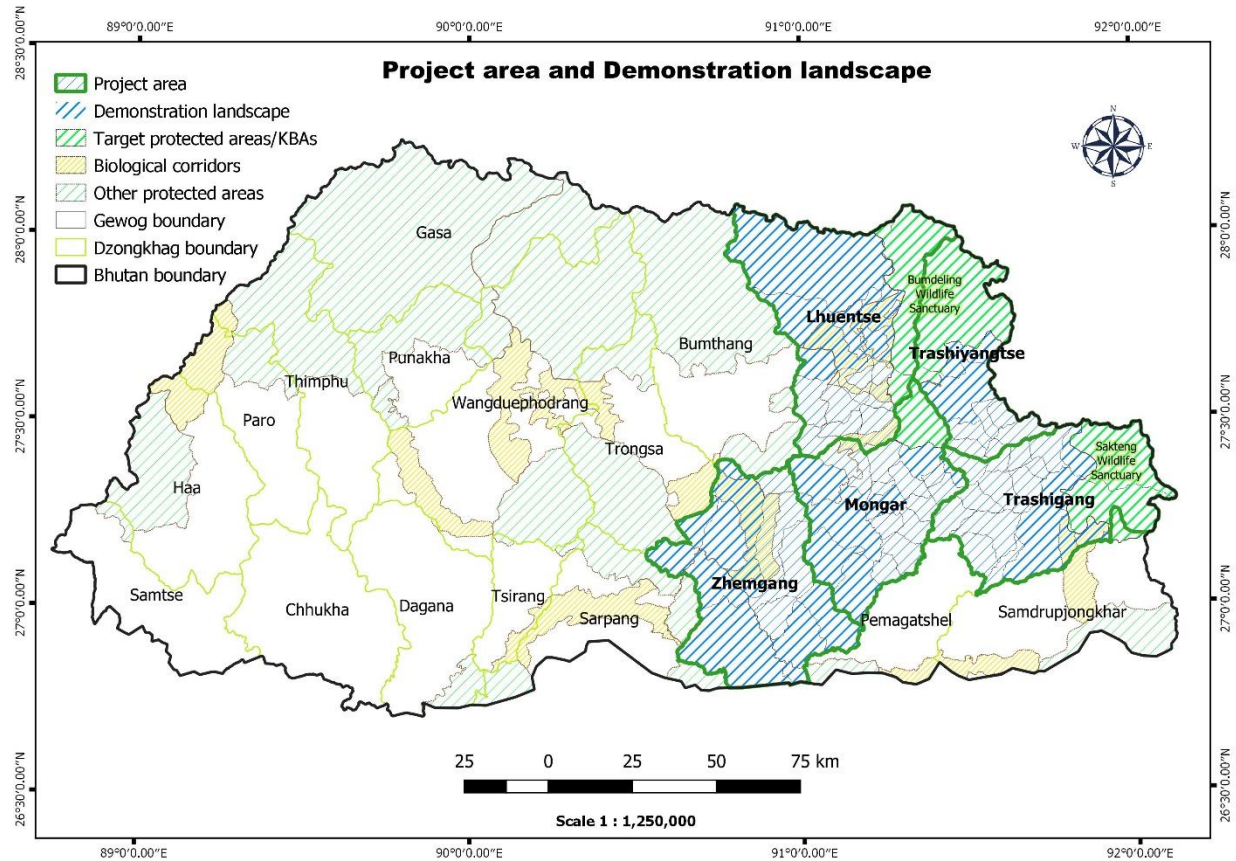 89°0'0.00"N 90°0'0.00"N 91°0'0.00"N 92°0'0.00"N
Project area and Demonstration landscape
Project area
Demonstration landscape
Target protected areas/KBAs
Biological corridors
Other protected areas
Gewog boundary
Dzongkhag boundary
Bhutan boundary
N
W
E
S
28°30'0.00"N
28°0'0.00"N
27°30'0.00"N
27°0'0.00"N
26°30'0.00"N
28°30'0.00"N
28°0'0.00"N
27°30'0.00"N
27°0'0.00"N
26°30'0.00"N
Gasa
Bumdeling
Wildlife
Sanctuary
Lhuentse
Bumthang
Trashiyangtse
Punakha
Thimphu
Wangduephodrang
Paro
Trongsa
Sakteng
Wildlife
Sanctuary
Haa
Mongar
Trashigang
Zhemgang
Samtse
Chhukha
Dagana
Tsirang
Sarpang
Pemagatshel
Samdrupjongkhar
25 0 25 50 75 km
Scale 1 : 1,250,000
89°0'0.00"N 90°0'0.00"N 91°0'0.00"N 92°0'0.00"N